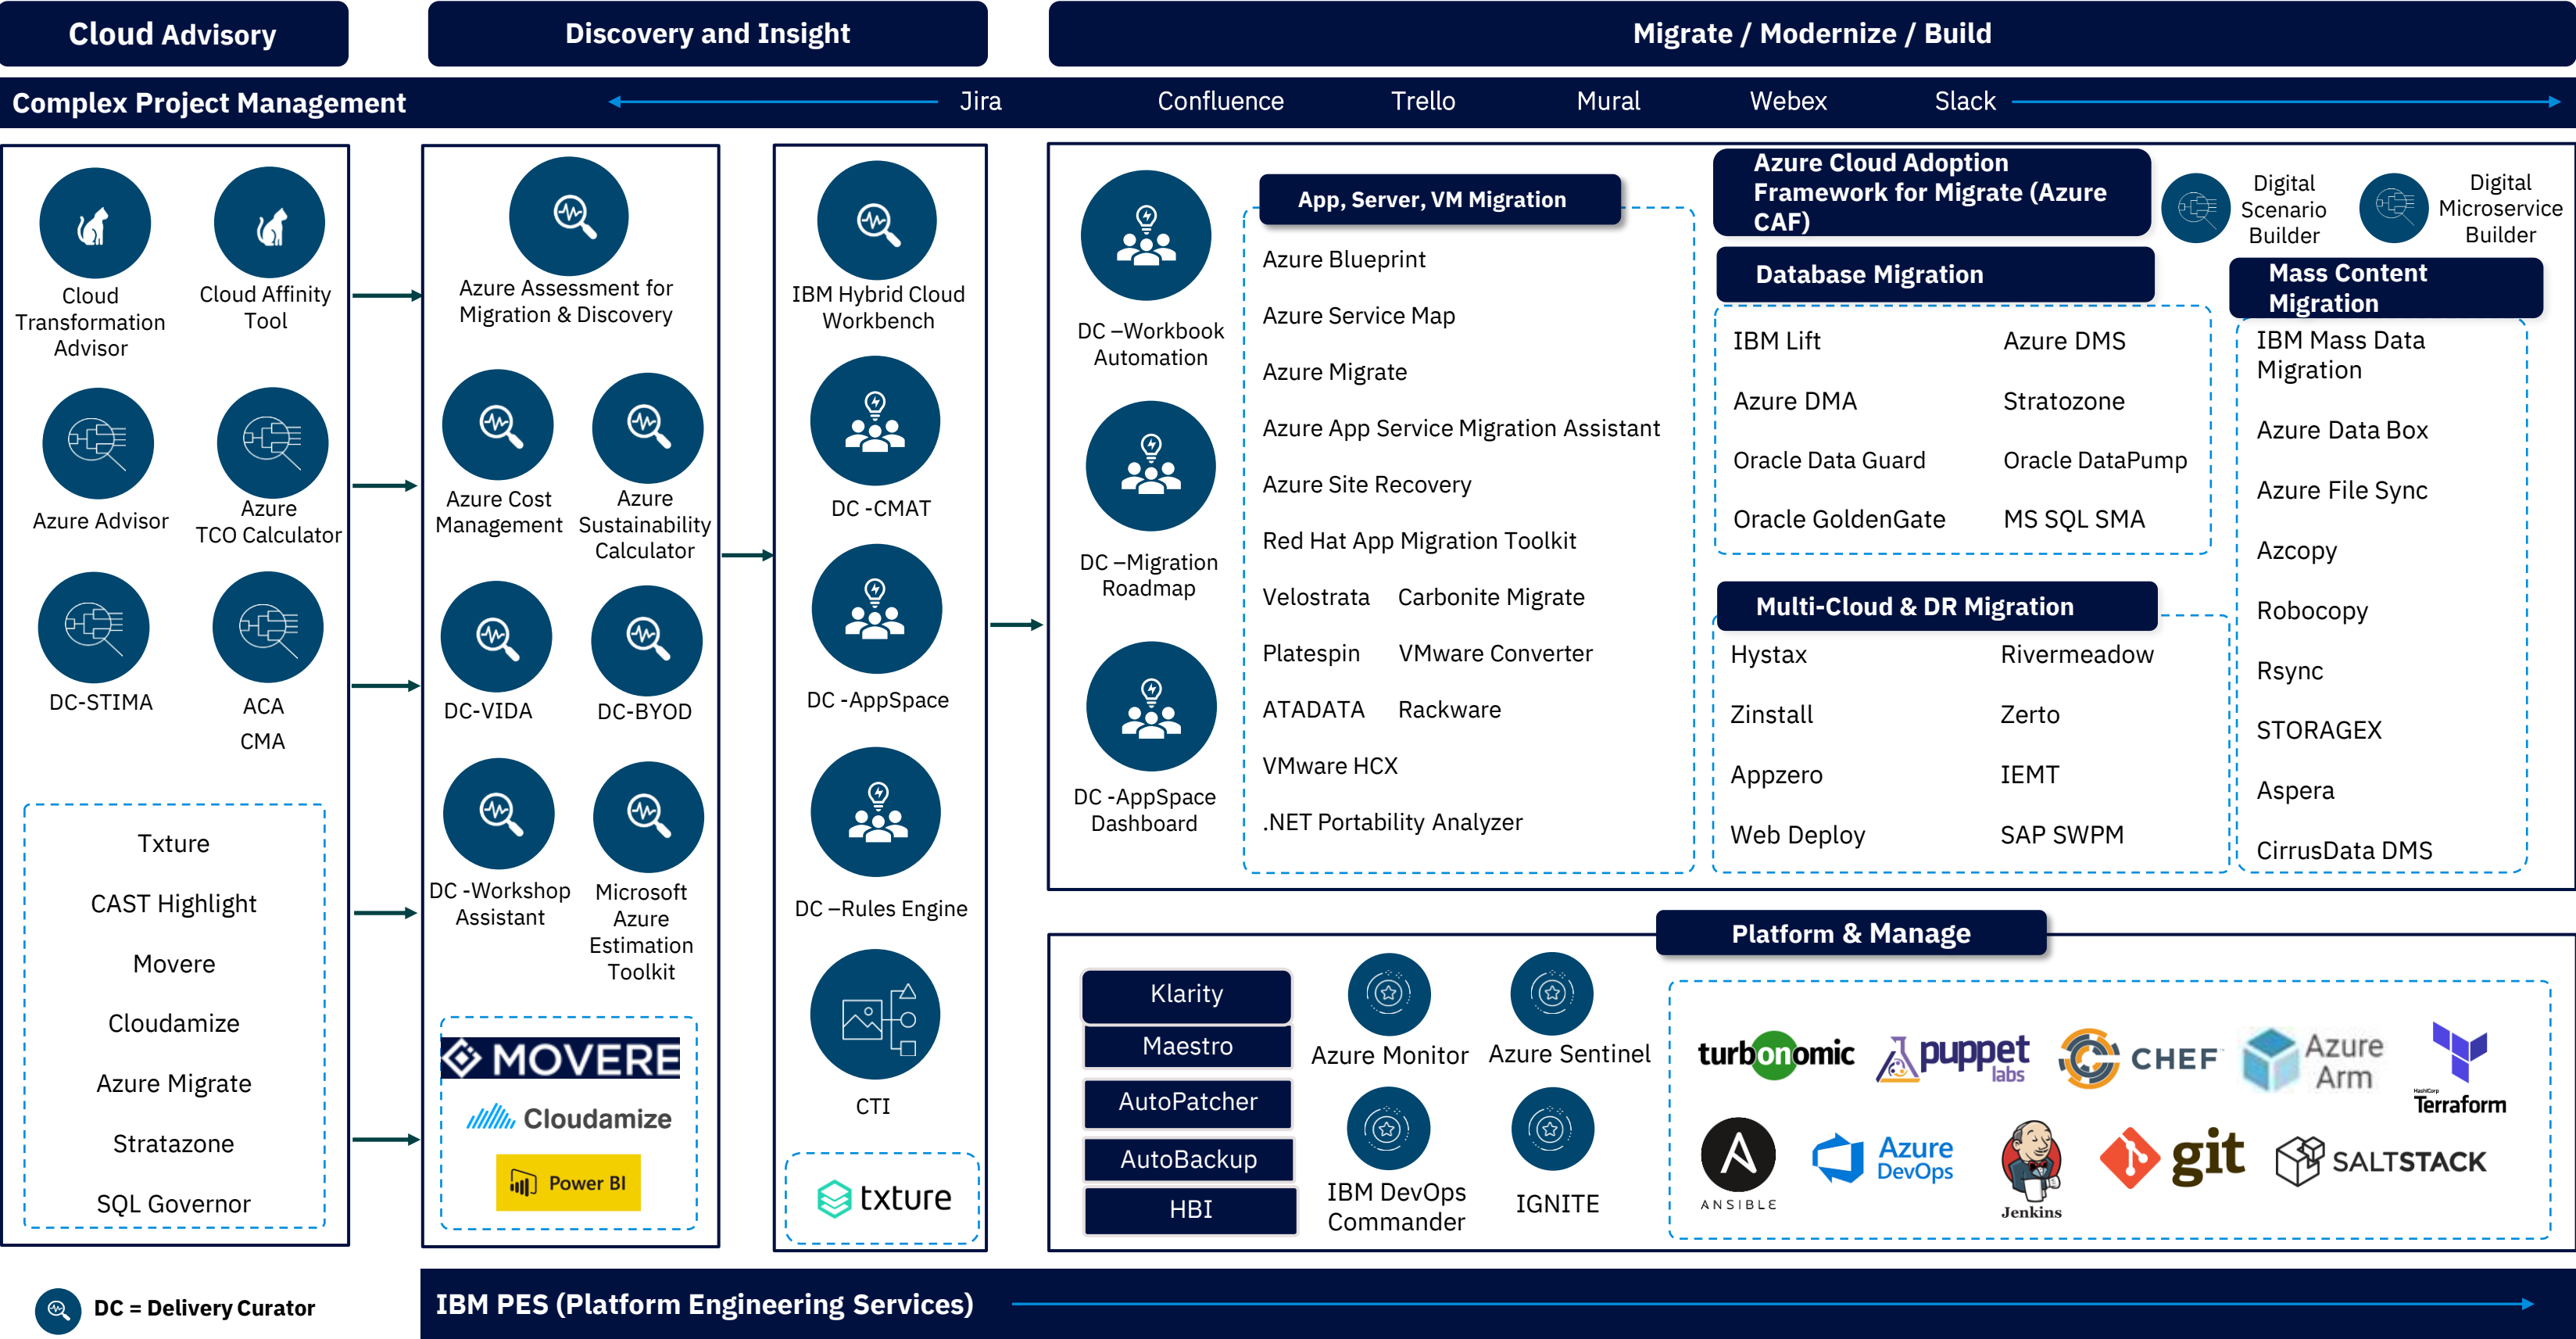 Cloud Advisory
Discovery and Insight
Migrate / Modernize / Build
Complex Project Management
Jira
Confluence
Trello
Mural
Webex
Slack
Cloud
Transformation
Advisor
Cloud Affinity
Tool
Azure Advisor
Azure
TCO Calculator
DC-STIMA
ACA
CMA
Txture
CAST Highlight
Movere
Cloudamize
Azure Migrate
Stratazone
SQL Governor
Azure Assessment for
Migration & Discovery
Azure Cost
Management
Azure
Sustainability
Calculator
DC-VIDA
DC-BYOD
DC -Workshop
Assistant
Microsoft
Azure
Estimation
Toolkit
MOVERE
Cloudamize
Power BI
IBM Hybrid Cloud
Workbench
DC -CMAT
DC -AppSpace
DC –Rules Engine
CTI
txture
DC –Workbook
Automation
DC –Migration
Roadmap
DC -AppSpace
Dashboard
App, Server, VM Migration
Azure Blueprint
Azure Service Map
Azure Migrate
Azure App Service Migration Assistant
Azure Site Recovery
Red Hat App Migration Toolkit
Velostrata Carbonite Migrate
Platespin VMware Converter
ATADATA Rackware
VMware HCX
.NET Portability Analyzer
Azure Cloud Adoption
Framework for Migrate (Azure
CAF)
Digital
Scenario
Builder
Digital
Microservice
Builder
Database Migration
IBM Lift
Azure DMS
Azure DMA
Stratozone
Oracle Data Guard
Oracle DataPump
Oracle GoldenGate
MS SQL SMA
Multi-Cloud & DR Migration
Hystax
Rivermeadow
Zinstall
Zerto
Appzero
IEMT
Web Deploy
SAP SWPM
Mass Content
Migration
IBM Mass Data
Migration
Azure Data Box
Azure File Sync
Azcopy
Robocopy
Rsync
STORAGEX
Aspera
CirrusData DMS
Platform & Manage
Klarity
Maestro
AutoPatcher
AutoBackup
HBI
Azure Monitor
Azure Sentinel
IBM DevOps
Commander
IGNITE
turbonomic
puppet
labs
CHEF
Azure
Arm
HashiCorp
Terraform
ANSIBLE
Azure
DevOps
Jenkins
git
SALTSTACK
DC = Delivery Curator
IBM PES (Platform Engineering Services)